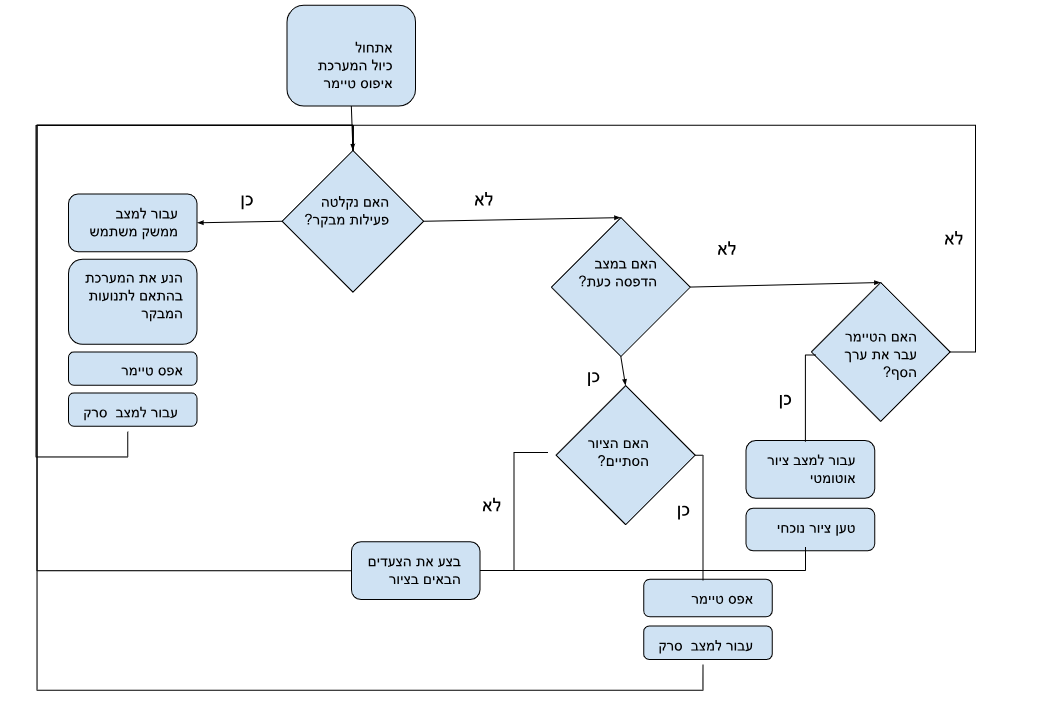 אתחול
כיול המערכת
איפוס טיימר
האם נקלטה
פעילות מבקר?
כן
לא
עבור למצב
ממשק משתמש
הנע את המערכת
בהתאם לתנועות
המבקר
אפס טיימר
עבור למצב סרק
האם במצב
הדפסה כעת?
לא
כן
האם הטיימר
עבר את ערך
הסף?
לא
כן
האם הציור
הסתיים?
לא
כן
עבור למצב ציור
אוטומטי
טען ציור נוכחי
בצע את הצעדים
הבאים בציור
אפס טיימר
עבור למצב סרק